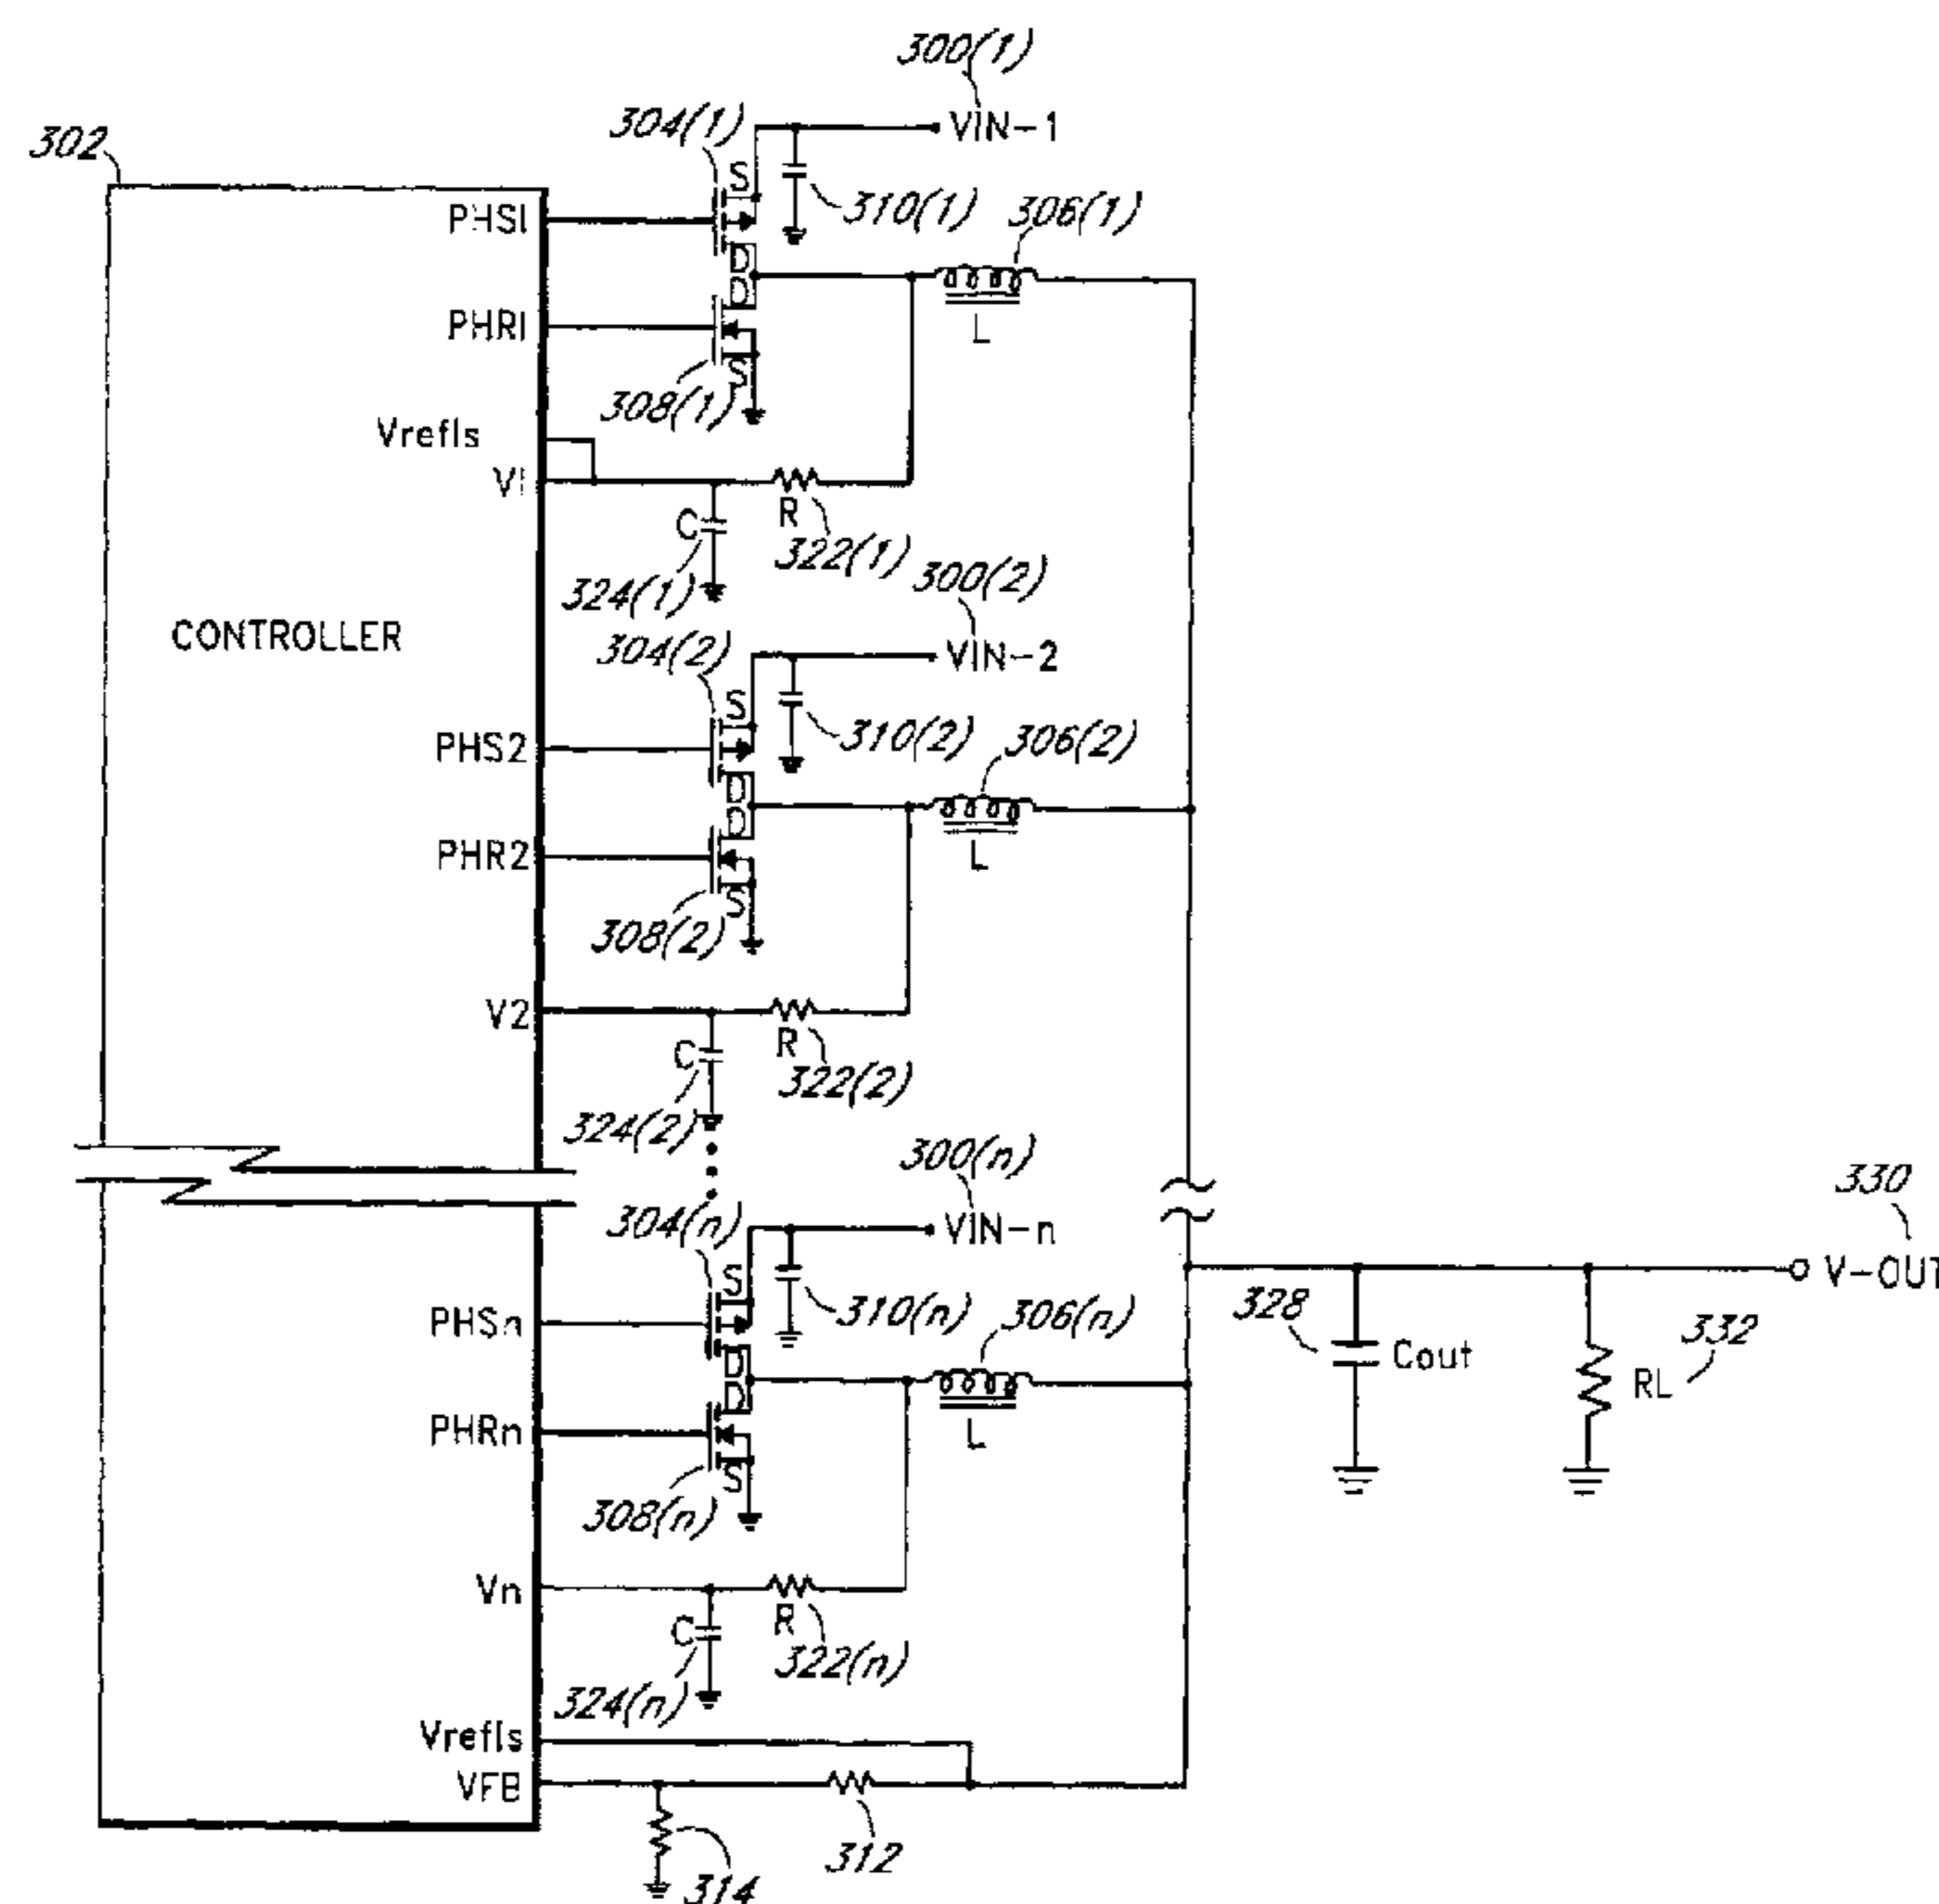 300(1)
304(1)
VIN-1
302
S
PHS1
310(1)
306(1)
D
D
PHR1
L
S
308(1)
Vrefls
V1
R
C
322(1)
300(2)
324(1)
CONTROLLER
304(2)
VIN-2
S
PHS2
310(2)
306(2)
D
D
PHR2
L
S
308(2)
V2
R
C
322(2)
324(2)
300(n)
330
304(n)
VIN-n
V-OUT
S
PHSn
310(n)
306(n)
328
Cout
332
RL
D
D
PHRn
L
S
308(n)
Vn
R
C
322(n)
324(n)
Vrefls
VFB
312
314